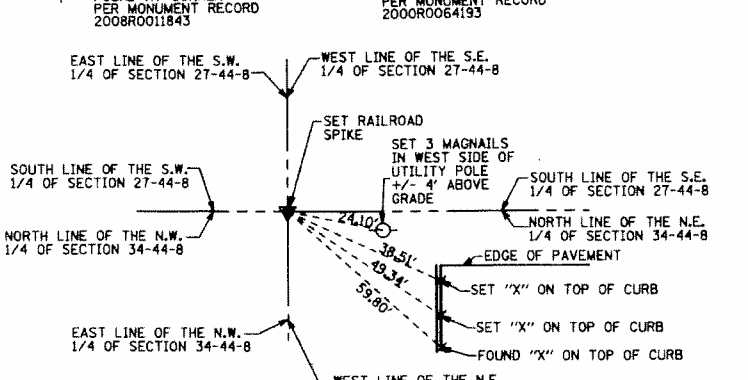 PER MONUMENT RECORD
2008R0011843
PER MONUMENT RECORD
2000R0064193
EAST LINE OF THE S.W.
1/4 OF SECTION 27-44-8
WEST LINE OF THE S.E.
1/4 OF SECTION 27-44-8
SET RAILROAD
SPIKE
SET 3 MAGNAILS
IN WEST SIDE OF
UTILITY POLE
+/- 4' ABOVE
GRADE
SOUTH LINE OF THE S.W.
1/4 OF SECTION 27-44-8
SOUTH LINE OF THE S.E.
1/4 OF SECTION 27-44-8
NORTH LINE OF THE N.W.
1/4 OF SECTION 34-44-8
NORTH LINE OF THE N.E.
1/4 OF SECTION 34-44-8
24.10'
38.51'
49.34'
59.80'
EDGE OF PAVEMENT
SET "X" ON TOP OF CURB
SET "X" ON TOP OF CURB
FOUND "X" ON TOP OF CURB
EAST LINE OF THE N.W.
1/4 OF SECTION 34-44-8
WEST LINE OF THE N.E.